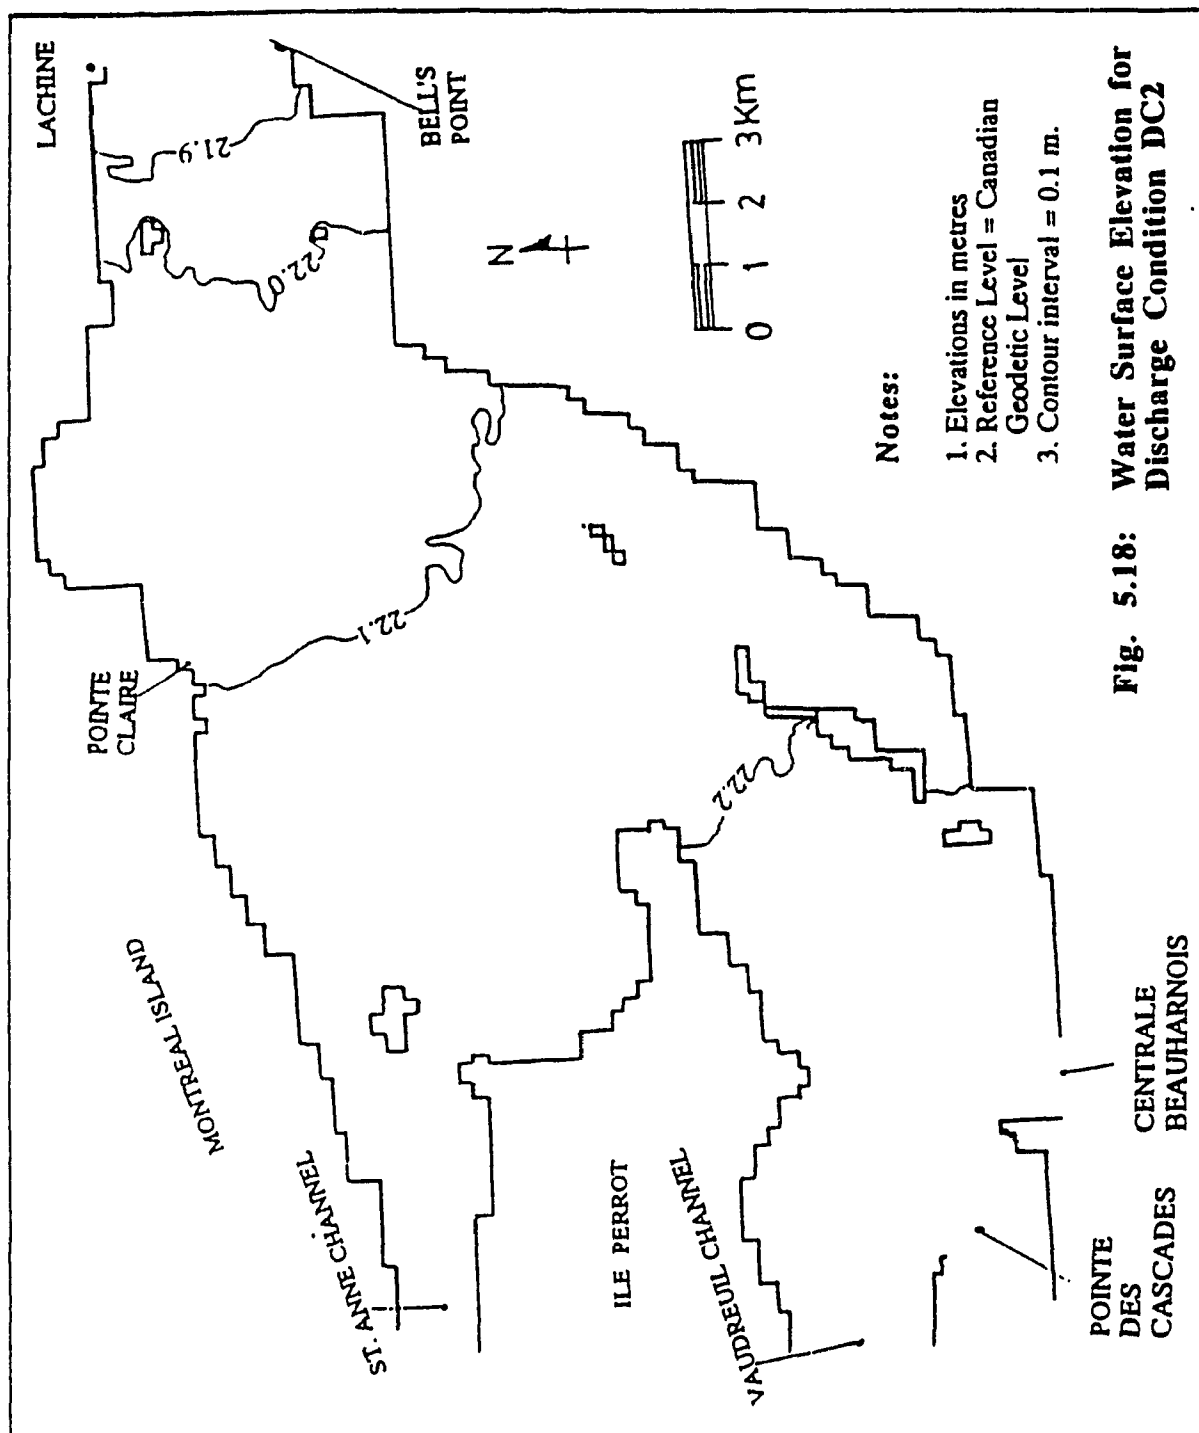 LACHINE
BELL'S
POINT
21.9
22.0
22.1
22.2
POINTE
CLAIRE
MONTREAL ISLAND
ST. ANNE CHANNEL
ILE PERROT
VAUDREUIL CHANNEL
POINTE
DES
CASCADES
CENTRALE
BEAUHARNOIS
N
0 1 2 3 Km
Notes:
1. Elevations in metres
2. Reference Level = Canadian
Geodetic Level
3. Contour interval = 0.1 m.
Fig. 5.18: Water Surface Elevation for
Discharge Condition DC2